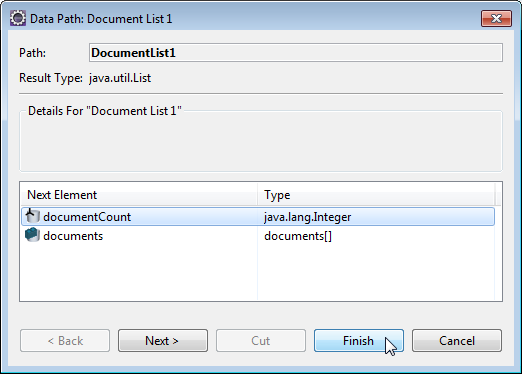 Data Path: Document List 1
Path: DocumentList1
Result Type: java.util.List
Details For "Document List 1"
Next Element Type
documentCount java.lang.Integer
documents documents[]
< Back Next > Cut Finish Cancel